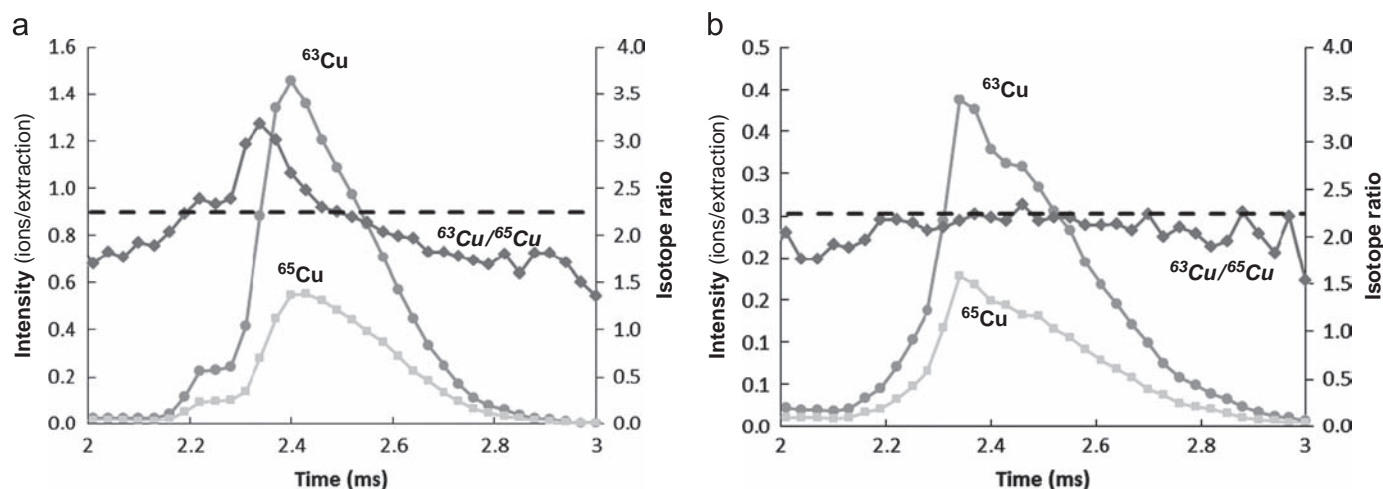 a
Intensity (ions/extraction)
1.6
1.4
1.2
1.0
0.8
0.6
0.4
0.2
0.0
4.0
3.5
3.0
2.5
2.0
1.5
1.0
0.5
0.0
Isotope ratio
⁶³Cu
⁶³Cu/⁶⁵Cu
⁶⁵Cu
2 2.2 2.4 2.6 2.8 3
Time (ms)
b
Intensity (ions/extraction)
0.5
0.4
0.4
0.3
0.3
0.2
0.2
0.1
0.1
0.0
4.0
3.5
3.0
2.5
2.0
1.5
1.0
0.5
0.0
Isotope ratio
⁶³Cu
⁶³Cu/⁶⁵Cu
⁶⁵Cu
2 2.2 2.4 2.6 2.8 3
Time (ms)